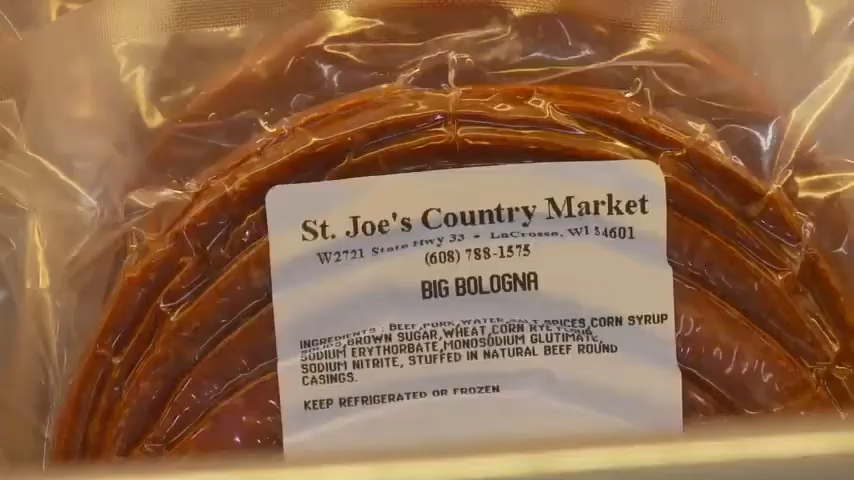 St. Joe's Country Market
W2721 State Hwy 33 • LaCrosse, WI 54601
(608) 788-1575
BIG BOLOGNA
INGREDIENTS : BEEF,PORK,WATER,SALT SPICES,CORN SYRUP
BROWN SUGAR,WHEAT,CORN RYE FLOUR
SODIUM ERYTHORBATE,MONOSODIUM GLUTIMATE,
SODIUM NITRITE, STUFFED IN NATURAL BEEF ROUND
CASINGS.
KEEP REFRIGERATED OR FROZEN